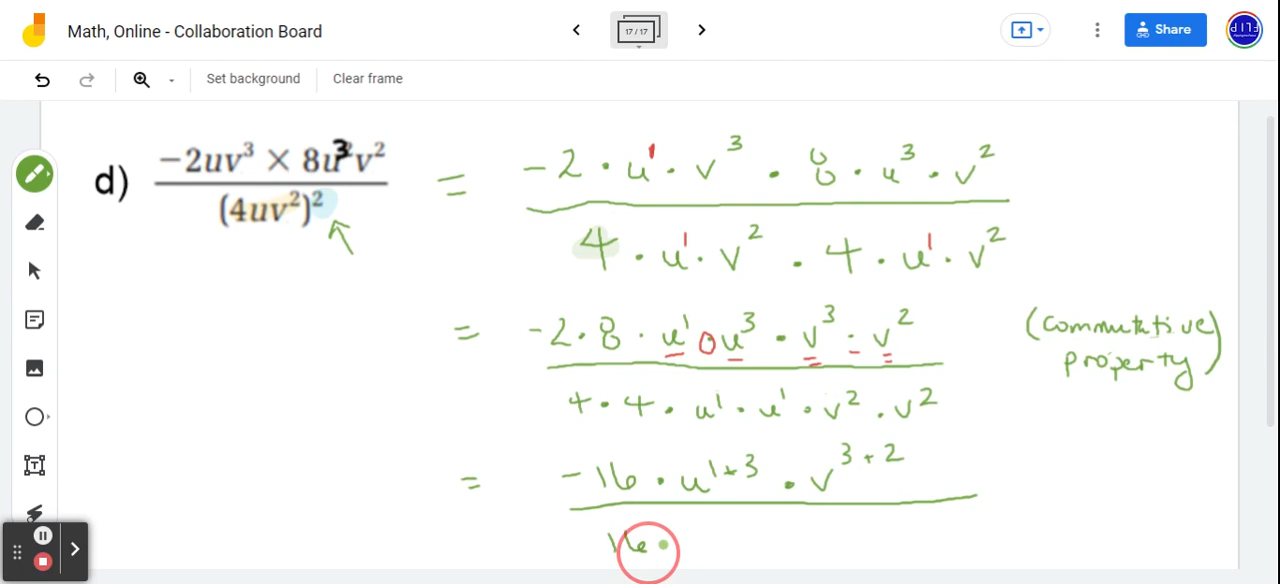 Math, Online - Collaboration Board
17 / 17
Share
Set background
Clear frame
d) −2uv³ × 8u³v² / (4uv²)² = -2 · u¹ · v³ · 8 · u³ · v² / 4 · u¹ · v² · 4 · u¹ · v²
= -2 · 8 · u¹ · u³ · v³ · v² / 4 · 4 · u¹ · u¹ · v² · v² (commutative property)
= -16 · u¹⁺³ · v³⁺² / 16 ·